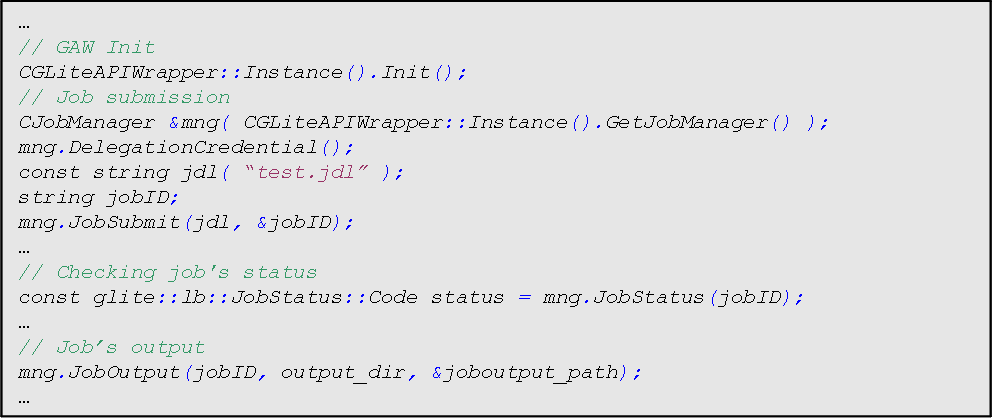 …
// GAW Init
CGLiteAPIWrapper::Instance().Init();
// Job submission
CJobManager &mng( CGLiteAPIWrapper::Instance().GetJobManager() );
mng.DelegationCredential();
const string jdl( “test.jdl” );
string jobID;
mng.JobSubmit(jdl, &jobID);
…
// Checking job’s status
const glite::lb::JobStatus::Code status = mng.JobStatus(jobID);
…
// Job’s output
mng.JobOutput(jobID, output_dir, &joboutput_path);
…